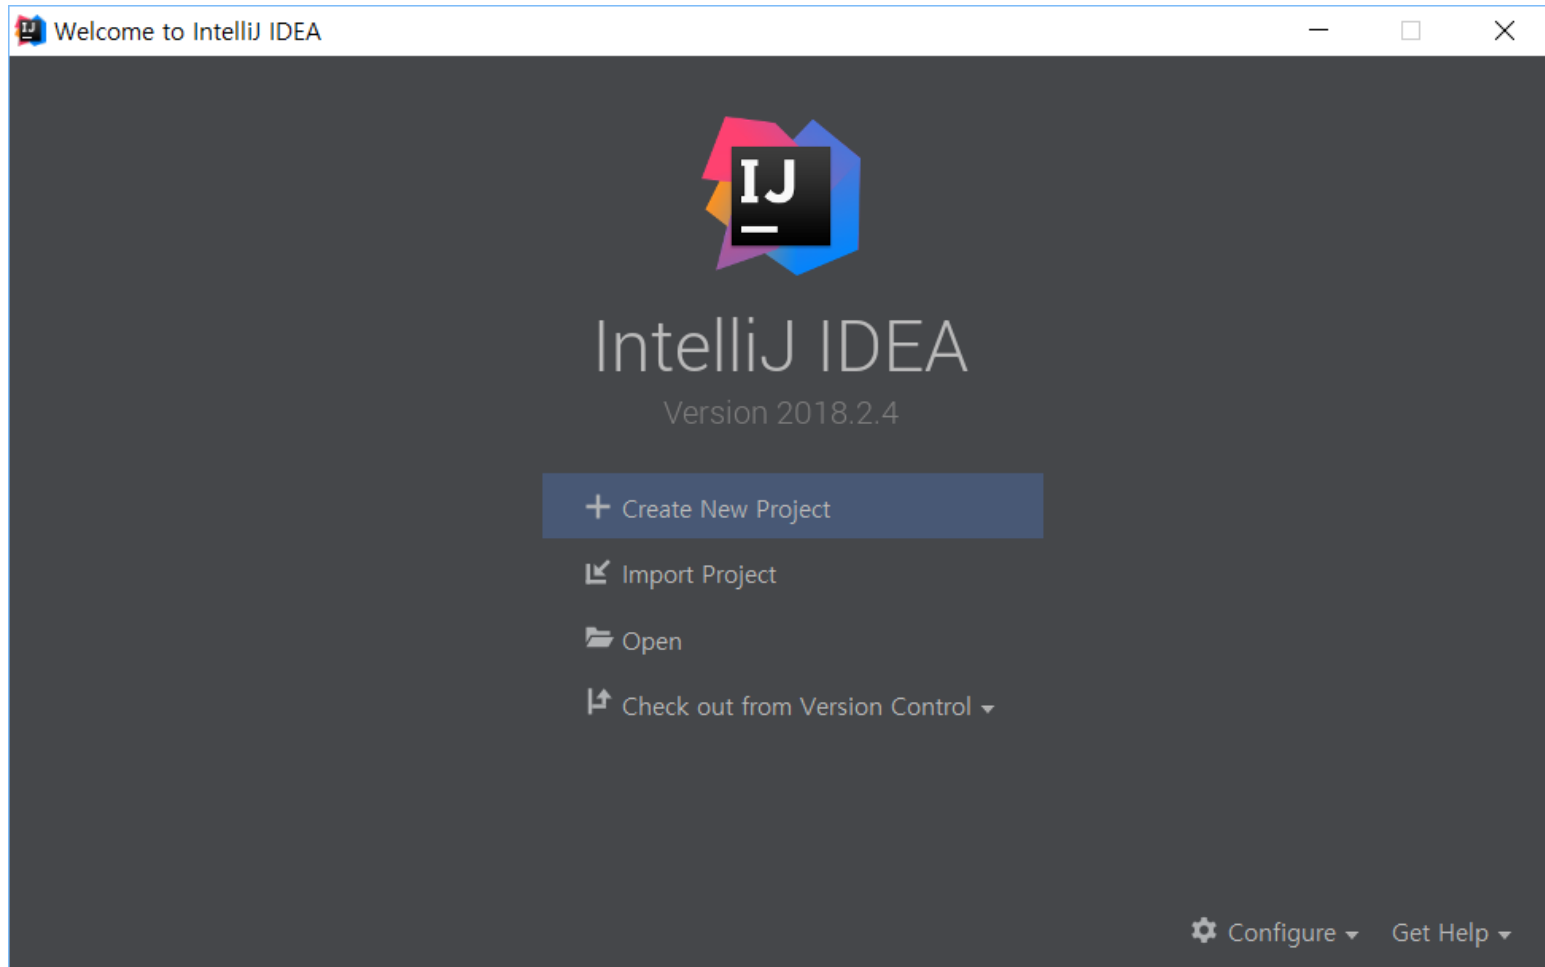 Welcome to IntelliJ IDEA
IJ
IntelliJ IDEA
Version 2018.2.4
Create New Project
Import Project
Open
Check out from Version Control
Configure
Get Help